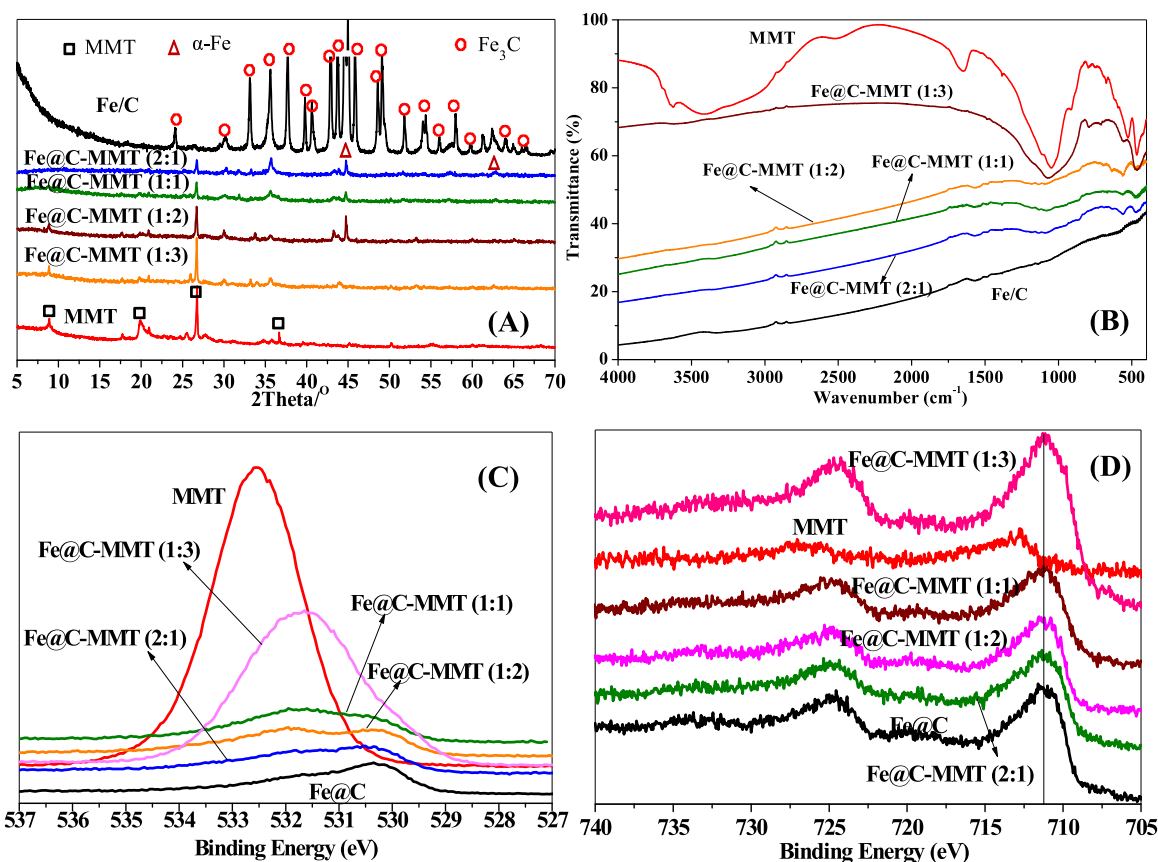 MMT
α-Fe
Fe3C
Fe/C
Fe@C-MMT (2:1)
Fe@C-MMT (1:1)
Fe@C-MMT (1:2)
Fe@C-MMT (1:3)
MMT
(A)
5 10 15 20 25 30 35 40 45 50 55 60 65 70
2Theta/O
100
80
60
40
20
0
Transmittance (%)
MMT
Fe@C-MMT (1:3)
Fe@C-MMT (1:2)
Fe@C-MMT (1:1)
Fe@C-MMT (2:1)
Fe/C
(B)
4000 3500 3000 2500 2000 1500 1000 500
Wavenumber (cm-1)
(C)
MMT
Fe@C-MMT (1:3)
Fe@C-MMT (1:1)
Fe@C-MMT (2:1)
Fe@C-MMT (1:2)
Fe@C
537 536 535 534 533 532 531 530 529 528 527
Binding Energy (eV)
Fe@C-MMT (1:3)
(D)
MMT
Fe@C-MMT (1:1)
Fe@C-MMT (1:2)
Fe@C
Fe@C-MMT (2:1)
740 735 730 725 720 715 710 705
Binding Energy (eV)